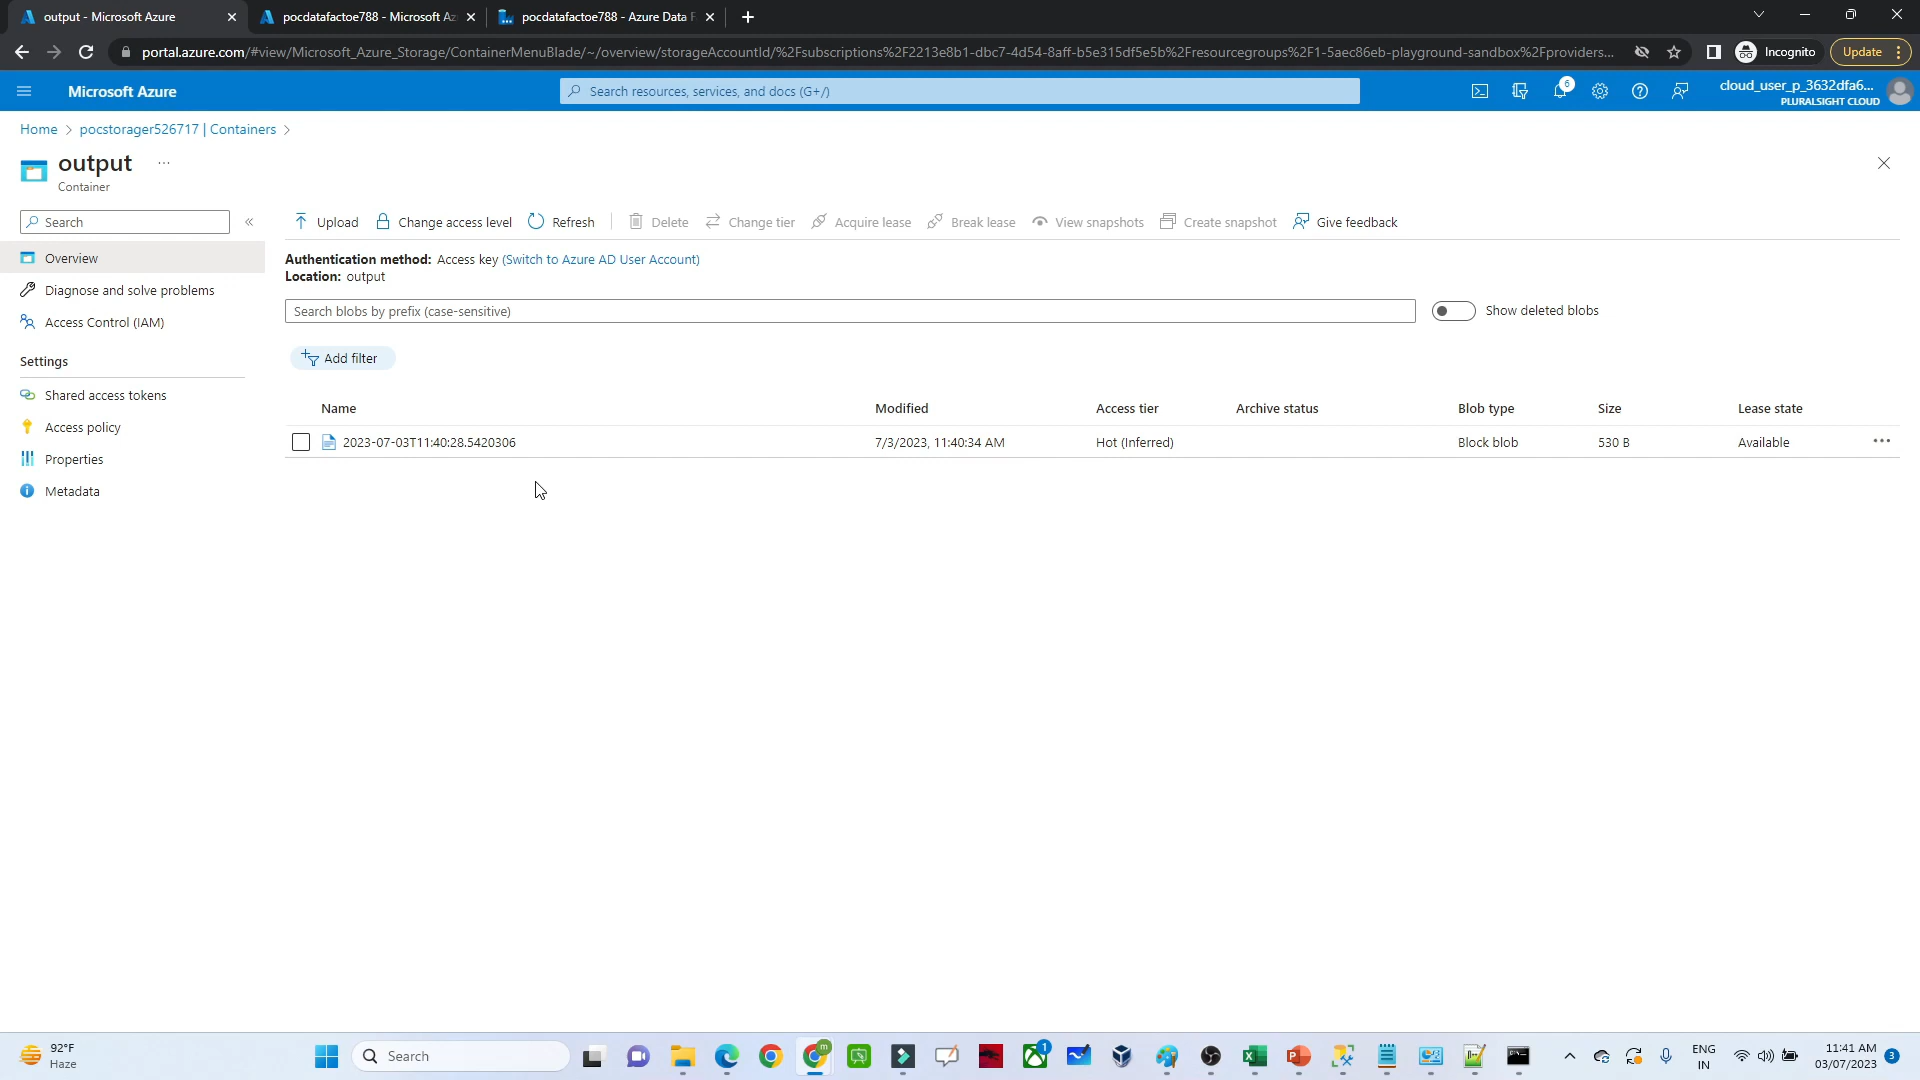 output - Microsoft Azure
pocdatafactoe788 - Microsoft Az
pocdatafactoe788 - Azure Data F
portal.azure.com/#view/Microsoft_Azure_Storage/ContainerMenuBlade/~/overview/storageAccountId/%2Fsubscriptions%2F2213e8b1-dbc7-4d54-8aff-b5e315df5e5b%2Fresourcegroups%2F1-5aec86eb-playground-sandbox%2Fproviders...
Incognito
Update
Microsoft Azure
Search resources, services, and docs (G+/)
6
cloud_user_p_3632dfa6...
PLURALSIGHT CLOUD
Home > pocstorager526717 | Containers >
output ...
Container
Search
Overview
Diagnose and solve problems
Access Control (IAM)
Settings
Shared access tokens
Access policy
Properties
Metadata
Upload Change access level Refresh Delete Change tier Acquire lease Break lease View snapshots Create snapshot Give feedback
Authentication method: Access key (Switch to Azure AD User Account)
Location: output
Search blobs by prefix (case-sensitive)
Show deleted blobs
Add filter
Name Modified Access tier Archive status Blob type Size Lease state
2023-07-03T11:40:28.5420306 7/3/2023, 11:40:34 AM Hot (Inferred) Block blob 530 B Available ...
92°F
Haze
Search
m
1
ENG
IN
11:41 AM
03/07/2023
3